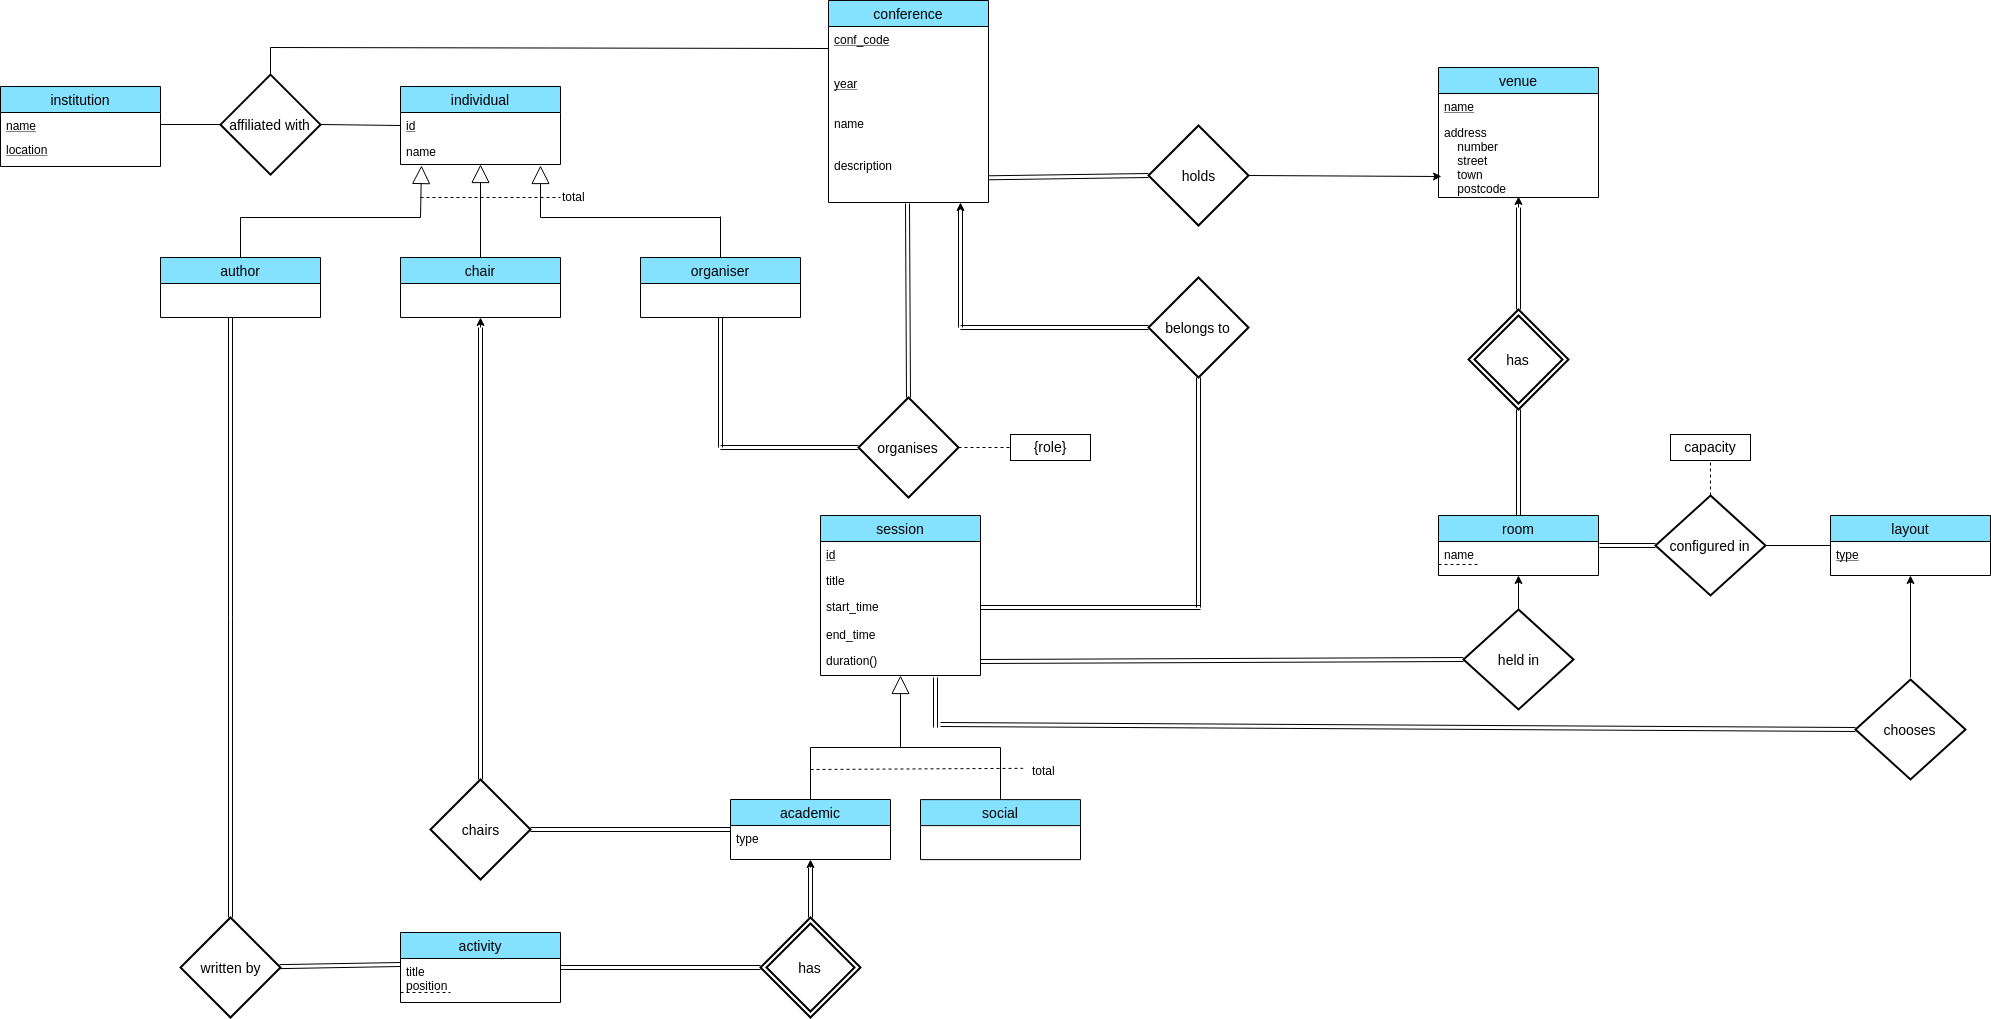 conference
conf_code
year
name
description
venue
name
address
number
street
town
postcode
institution
name
location
affiliated with
individual
id
name
holds
total
author
chair
organiser
belongs to
has
organises
{role}
capacity
session
id
title
start_time
end_time
duration()
room
name
configured in
layout
type
held in
chooses
total
academic
type
social
chairs
written by
activity
title
position
has